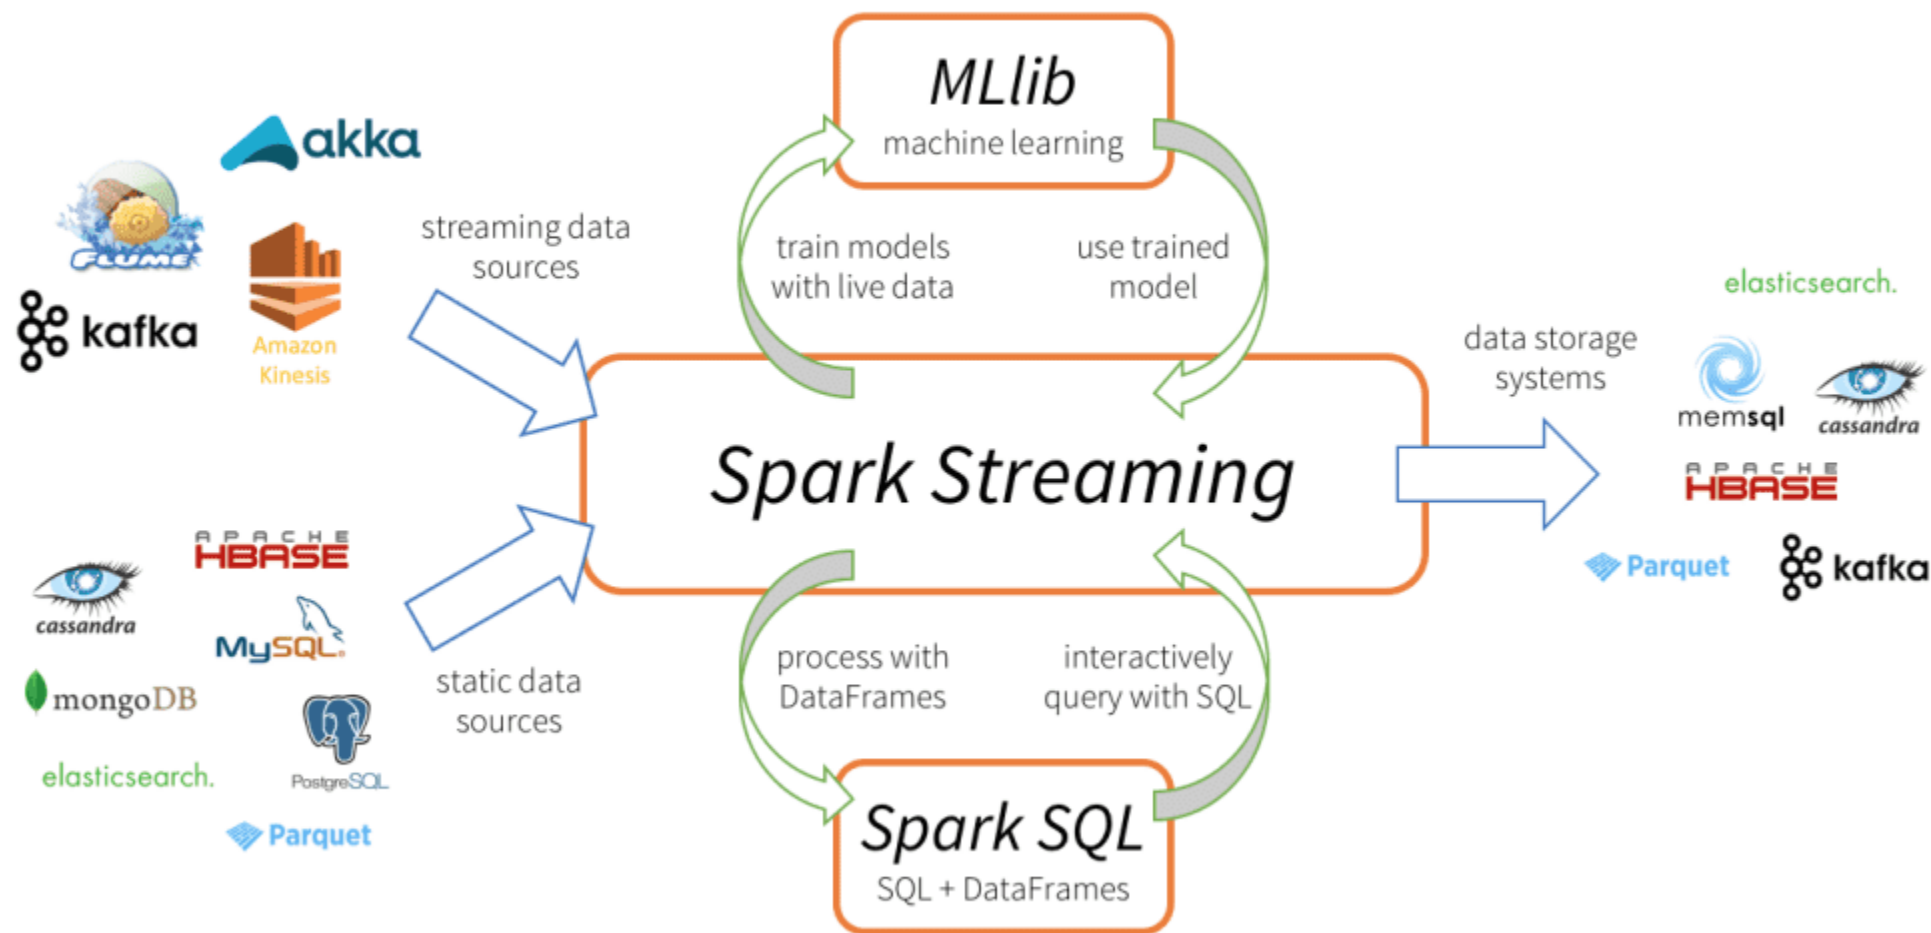 MLlib
machine learning
akka
FLUME
kafka
Amazon
Kinesis
streaming data
sources
train models
with live data
use trained
model
Spark Streaming
data storage
systems
elasticsearch.
memsql
cassandra
APACHE
HBASE
Parquet
kafka
APACHE
HBASE
cassandra
MySQL®
mongoDB
PostgreSQL
elasticsearch.
Parquet
static data
sources
process with
DataFrames
interactively
query with SQL
Spark SQL
SQL + DataFrames